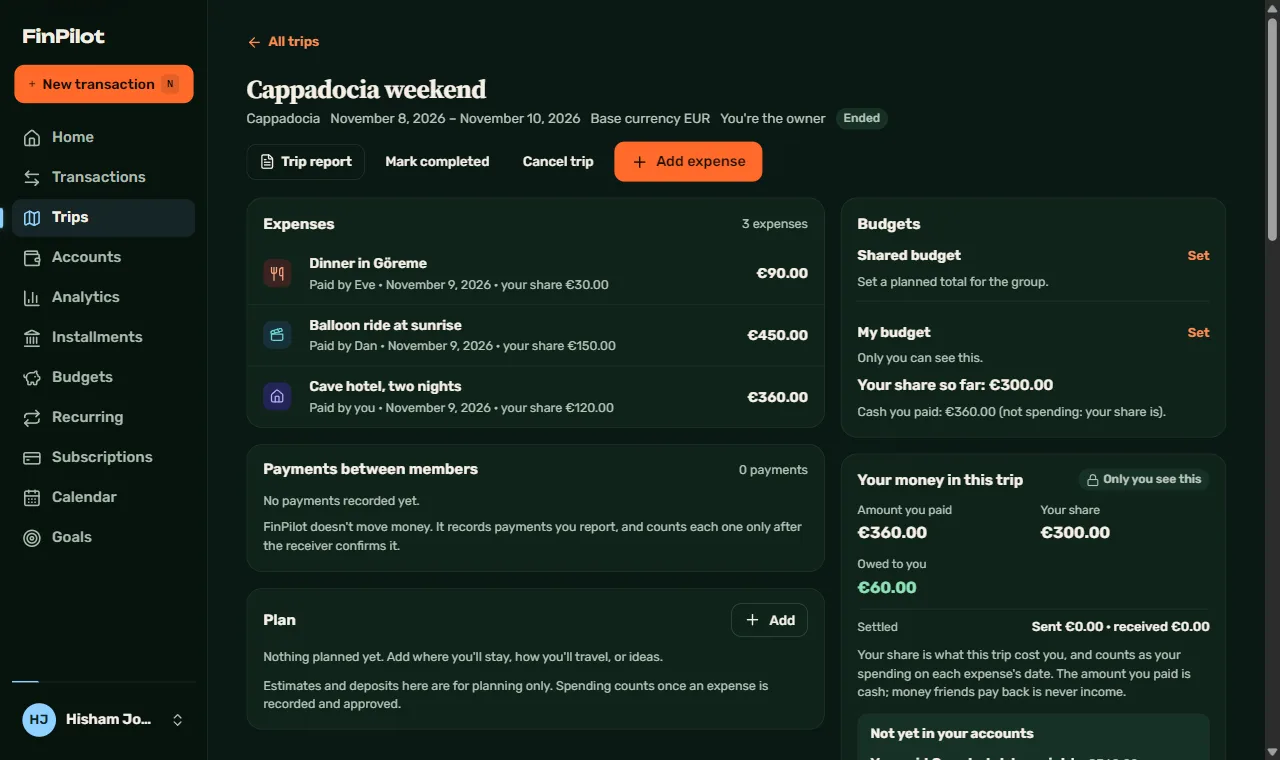 FinPilot
+ New transaction N
Home
Transactions
Trips
Accounts
Analytics
Installments
Budgets
Recurring
Subscriptions
Calendar
Goals
HJ Hisham Jo...
← All trips
Cappadocia weekend
Cappadocia November 8, 2026 – November 10, 2026 Base currency EUR You're the owner Ended
Trip report
Mark completed
Cancel trip
+ Add expense
Expenses 3 expenses
Dinner in Göreme
Paid by Eve • November 9, 2026 • your share €30.00
€90.00
Balloon ride at sunrise
Paid by Dan • November 9, 2026 • your share €150.00
€450.00
Cave hotel, two nights
Paid by you • November 9, 2026 • your share €120.00
€360.00
Payments between members 0 payments
No payments recorded yet.
FinPilot doesn't move money. It records payments you report, and counts each one only after
the receiver confirms it.
Plan + Add
Nothing planned yet. Add where you'll stay, how you'll travel, or ideas.
Estimates and deposits here are for planning only. Spending counts once an expense is
recorded and approved.
Budgets
Shared budget Set
Set a planned total for the group.
My budget Set
Only you can see this.
Your share so far: €300.00
Cash you paid: €360.00 (not spending: your share is).
Your money in this trip Only you see this
Amount you paid Your share
€360.00 €300.00
Owed to you
€60.00
Settled Sent €0.00 • received €0.00
Your share is what this trip cost you, and counts as your
spending on each expense's date. The amount you paid is
cash; money friends pay back is never income.
Not yet in your accounts